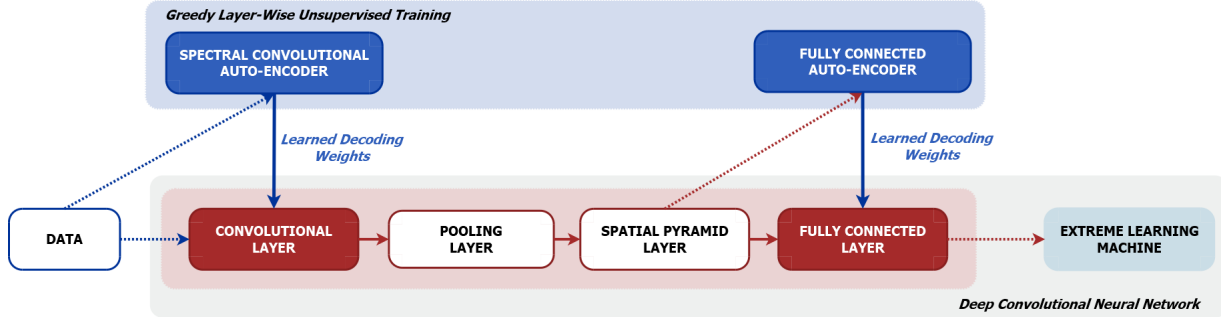 Greedy Layer-Wise Unsupervised Training
SPECTRAL CONVOLUTIONAL
AUTO-ENCODER
FULLY CONNECTED
AUTO-ENCODER
Learned Decoding
Weights
Learned Decoding
Weights
DATA
CONVOLUTIONAL
LAYER
POOLING
LAYER
SPATIAL PYRAMID
LAYER
FULLY CONNECTED
LAYER
EXTREME LEARNING
MACHINE
Deep Convolutional Neural Network